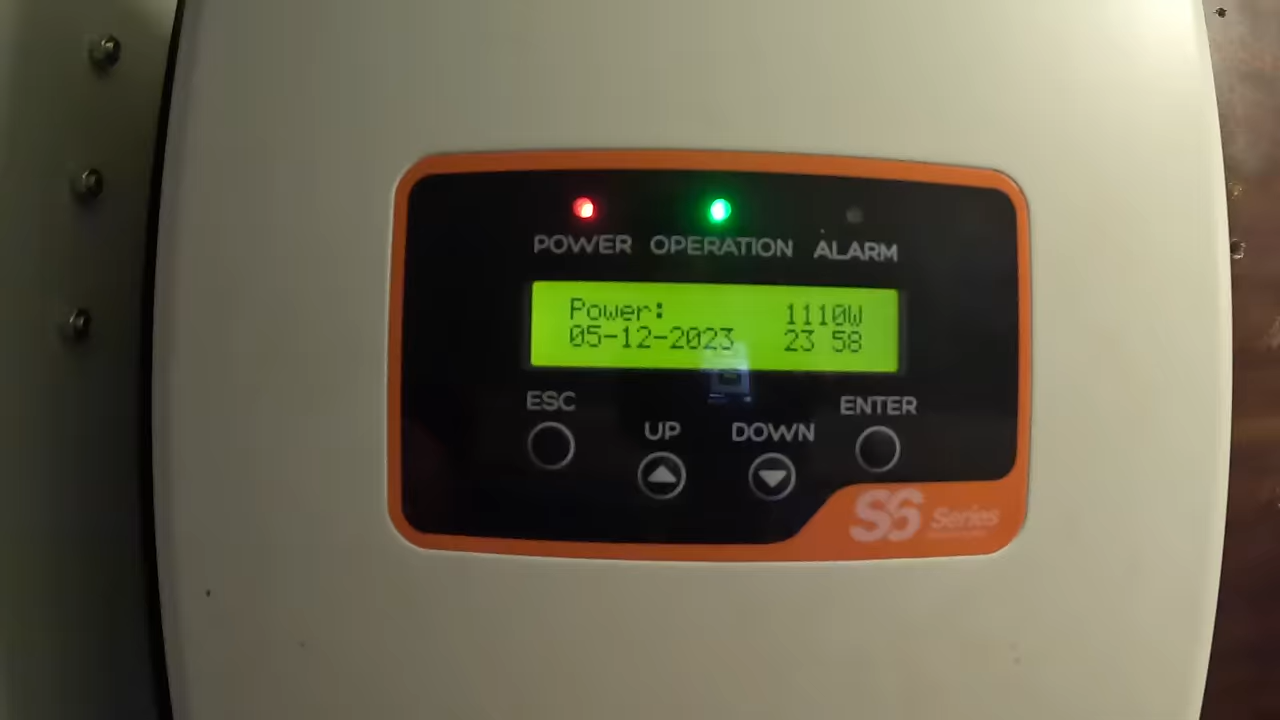 POWER OPERATION ALARM
Power: 1110W
05-12-2023 23 58
ESC UP DOWN ENTER
S6 Series